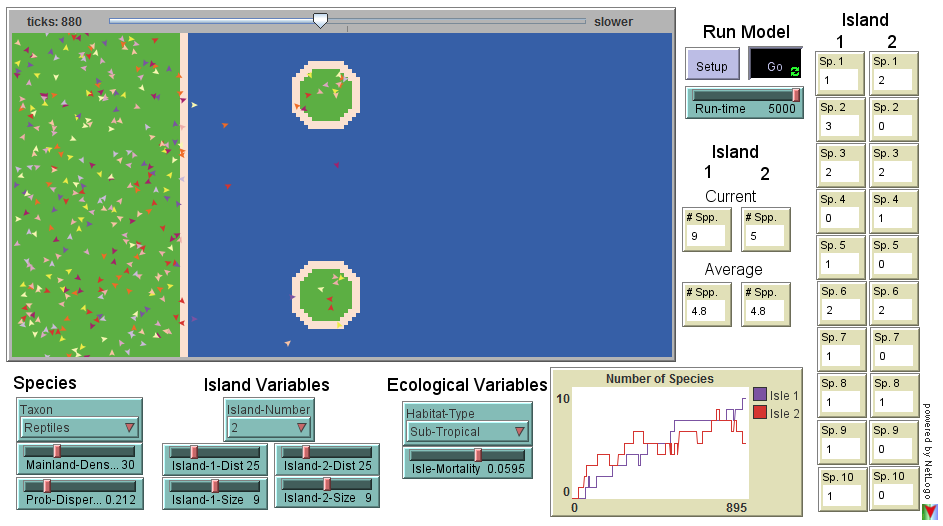 ticks: 880
slower
Run Model
Setup
Go
Run-time 5000
Island
1 2
Current
# Spp.
9
# Spp.
5
Average
# Spp.
4.8
# Spp.
4.8
Island
1 2
Sp. 1
1
Sp. 1
2
Sp. 2
3
Sp. 2
0
Sp. 3
2
Sp. 3
2
Sp. 4
0
Sp. 4
1
Sp. 5
1
Sp. 5
0
Sp. 6
2
Sp. 6
2
Sp. 7
1
Sp. 7
0
Sp. 8
1
Sp. 8
1
Sp. 9
1
Sp. 9
0
Sp. 10
1
Sp. 10
0
Species
Taxon
Reptiles
Mainland-Dens... 30
Prob-Disper... 0.212
Island Variables
Island-Number
2
Island-1-Dist 25
Island-2-Dist 25
Island-1-Size 9
Island-2-Size 9
Ecological Variables
Habitat-Type
Sub-Tropical
Isle-Mortality 0.0595
Number of Species
10
0
0
895
Isle 1
Isle 2
powered by NetLogo